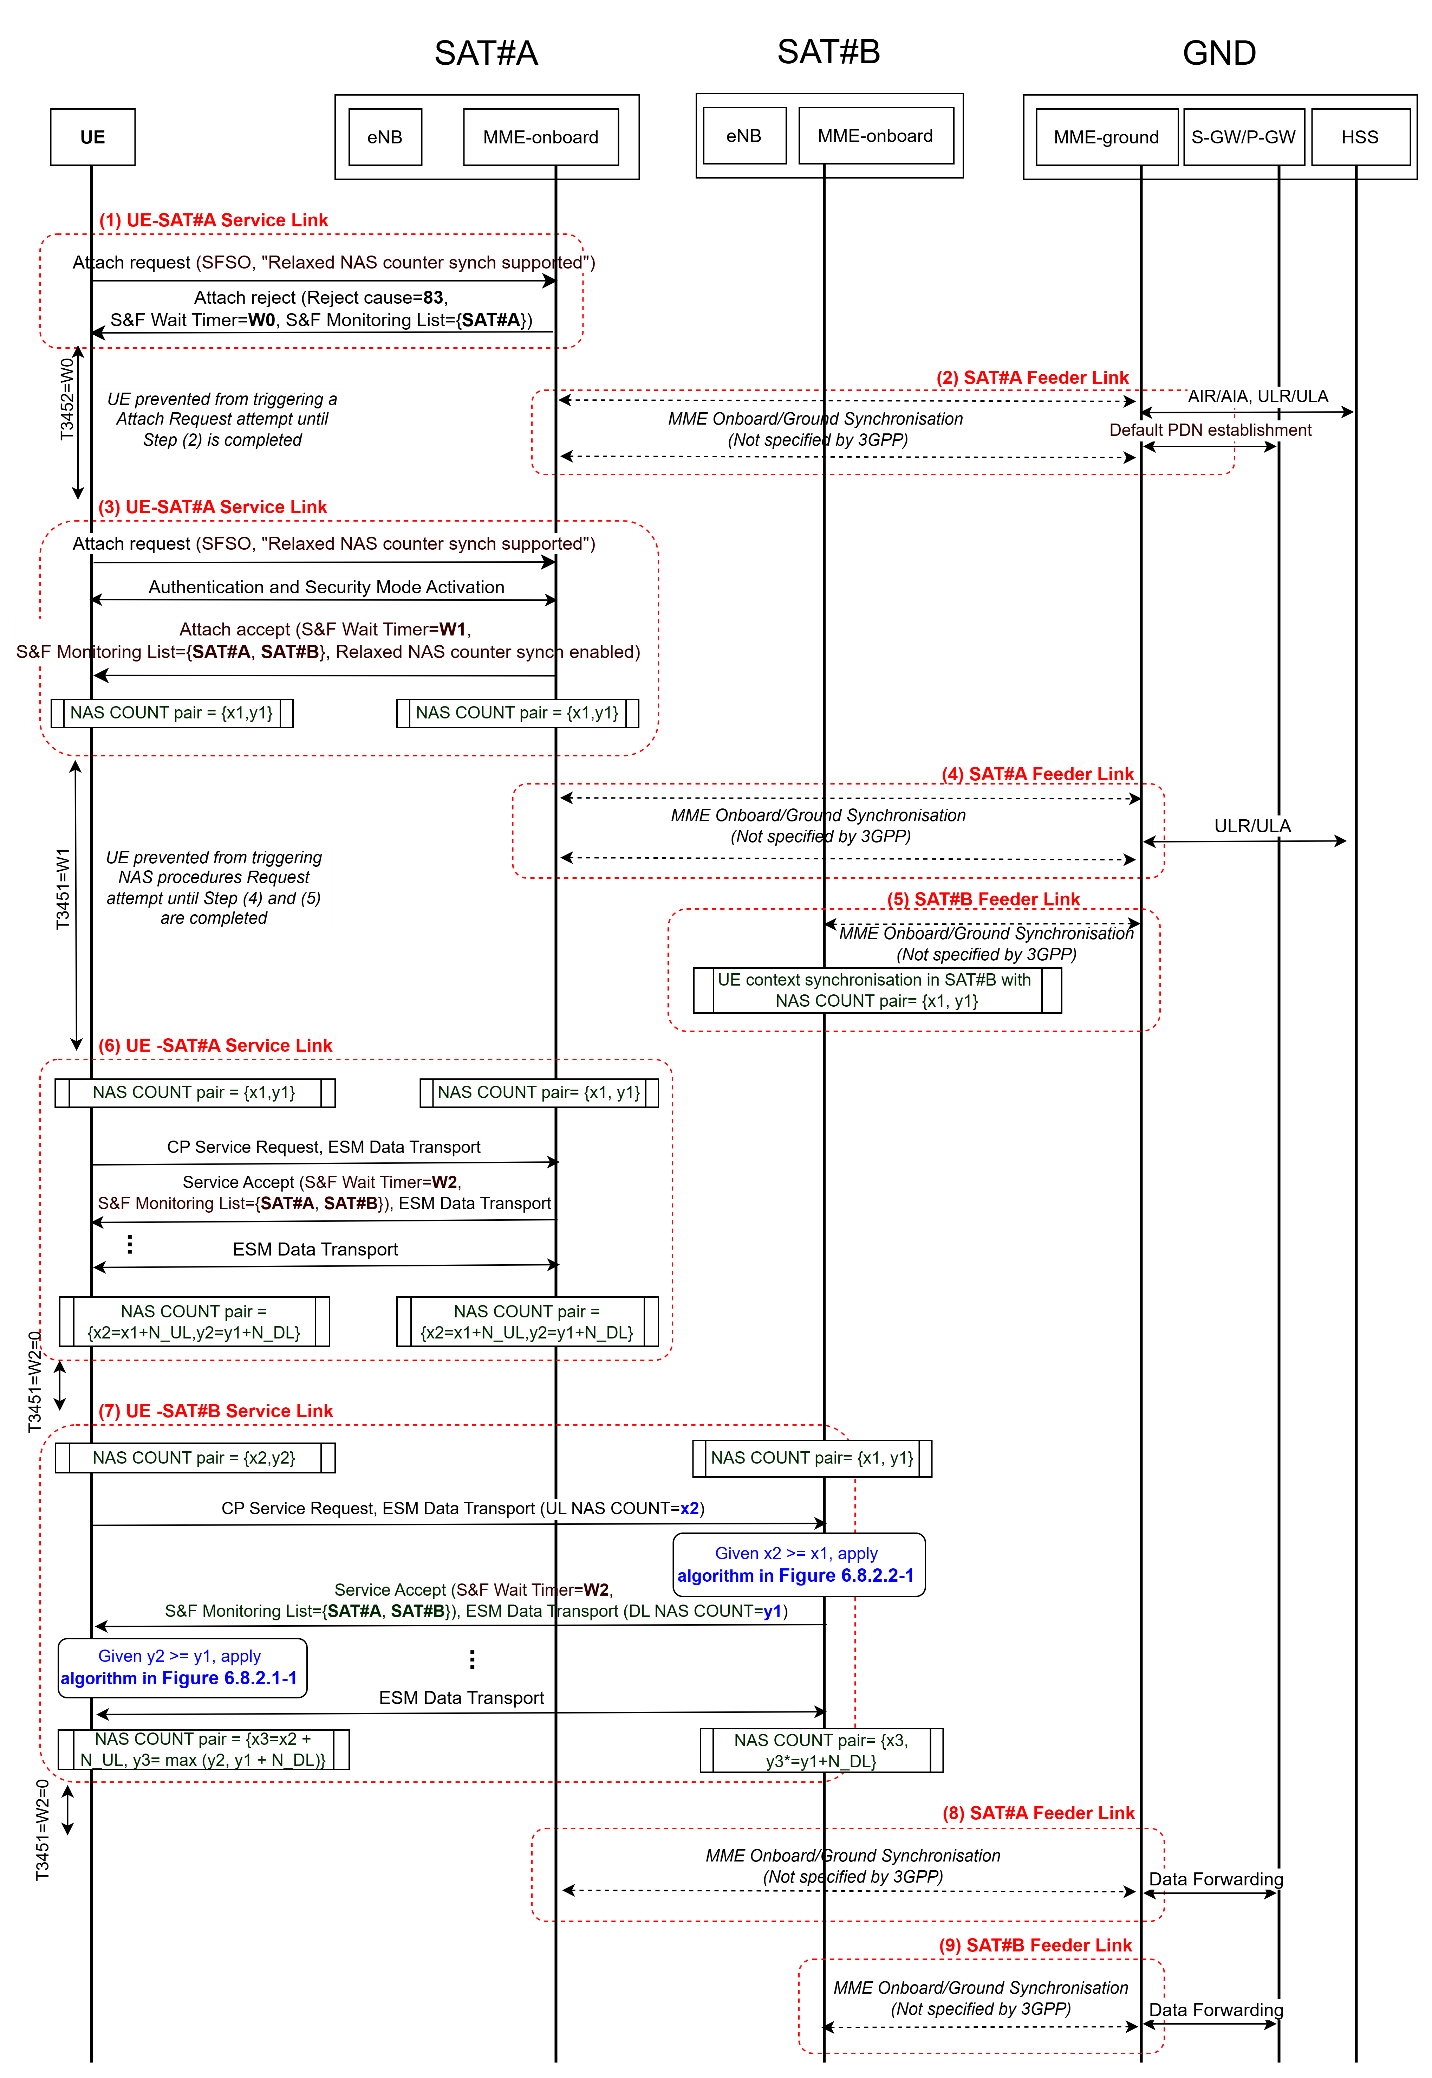 SAT#A
SAT#B
GND
UE
eNB
MME-onboard
eNB
MME-onboard
MME-ground
S-GW/P-GW
HSS
(1) UE-SAT#A Service Link
Attach request (SFSO, "Relaxed NAS counter synch supported")
Attach reject (Reject cause=83,
S&F Wait Timer=W0, S&F Monitoring List={SAT#A})
T3452=W0
UE prevented from triggering a
Attach Request attempt until
Step (2) is completed
(2) SAT#A Feeder Link
MME Onboard/Ground Synchronisation
(Not specified by 3GPP)
AIR/AIA, ULR/ULA
Default PDN establishment
(3) UE-SAT#A Service Link
Attach request (SFSO, "Relaxed NAS counter synch supported")
Authentication and Security Mode Activation
Attach accept (S&F Wait Timer=W1,
S&F Monitoring List={SAT#A, SAT#B}, Relaxed NAS counter synch enabled)
NAS COUNT pair = {x1,y1}
NAS COUNT pair = {x1,y1}
T3451=W1
UE prevented from triggering
NAS procedures Request
attempt until Step (4) and (5)
are completed
(4) SAT#A Feeder Link
MME Onboard/Ground Synchronisation
(Not specified by 3GPP)
ULR/ULA
(5) SAT#B Feeder Link
MME Onboard/Ground Synchronisation
(Not specified by 3GPP)
UE context synchronisation in SAT#B with
NAS COUNT pair= {x1, y1}
(6) UE -SAT#A Service Link
NAS COUNT pair = {x1,y1}
NAS COUNT pair= {x1, y1}
CP Service Request, ESM Data Transport
Service Accept (S&F Wait Timer=W2,
S&F Monitoring List={SAT#A, SAT#B}), ESM Data Transport
ESM Data Transport
NAS COUNT pair =
{x2=x1+N_UL,y2=y1+N_DL}
NAS COUNT pair =
{x2=x1+N_UL,y2=y1+N_DL}
T3451=W2=0
(7) UE -SAT#B Service Link
NAS COUNT pair = {x2,y2}
NAS COUNT pair= {x1, y1}
CP Service Request, ESM Data Transport (UL NAS COUNT=x2)
Given x2 >= x1, apply
algorithm in Figure 6.8.2.2-1
Service Accept (S&F Wait Timer=W2,
S&F Monitoring List={SAT#A, SAT#B}), ESM Data Transport (DL NAS COUNT=y1)
Given y2 >= y1, apply
algorithm in Figure 6.8.2.1-1
ESM Data Transport
NAS COUNT pair = {x3=x2 +
N_UL, y3= max (y2, y1 + N_DL)}
NAS COUNT pair= {x3,
y3*=y1+N_DL}
T3451=W2=0
(8) SAT#A Feeder Link
MME Onboard/Ground Synchronisation
(Not specified by 3GPP)
Data Forwarding
(9) SAT#B Feeder Link
MME Onboard/Ground Synchronisation
(Not specified by 3GPP)
Data Forwarding